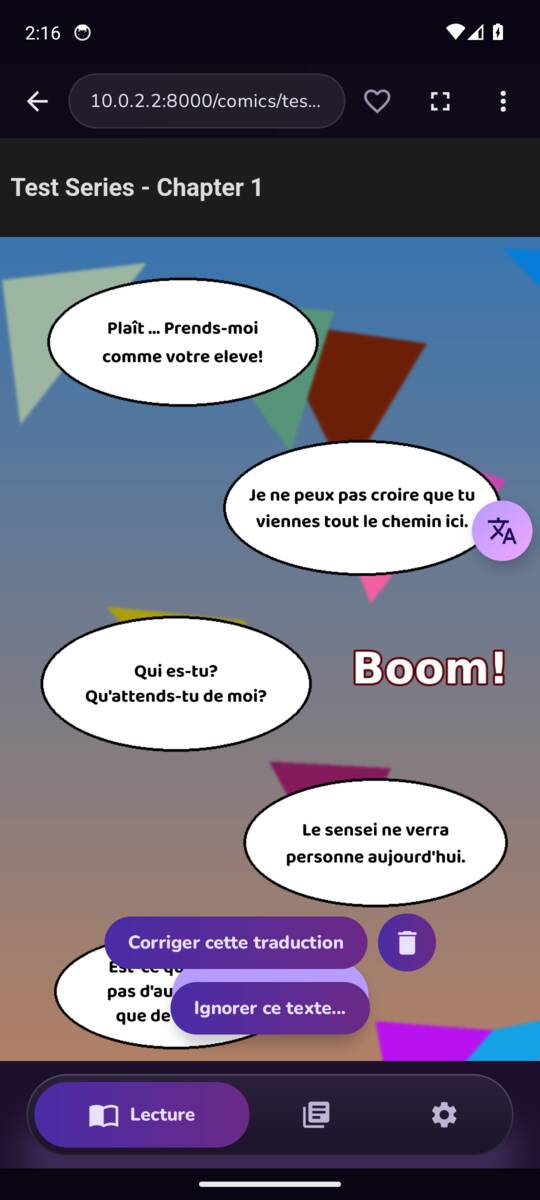 2:16
10.0.2.2:8000/comics/tes...
Test Series - Chapter 1
Plaît ... Prends-moi
comme votre eleve!
Je ne peux pas croire que tu
viennes tout le chemin ici.
Qui es-tu?
Qu'attends-tu de moi?
Boom!
Le sensei ne verra
personne aujourd'hui.
Corriger cette traduction
pas d'au
que de
Ignorer ce texte...
Lecture